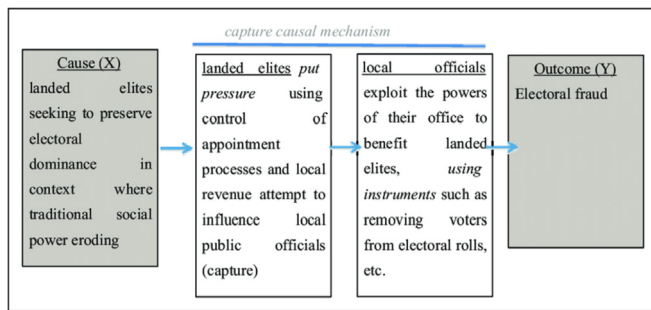 capture causal mechanism
Cause (X)
landed elites
seeking to preserve
electoral
dominance in
context where
traditional social
power eroding
landed elites put
pressure using
control of
appointment
processes and local
revenue attempt to
influence local
public officials
(capture)
local officials
exploit the powers
of their office to
benefit landed
elites, using
instruments such as
removing voters
from electoral rolls,
etc.
Outcome (Y)
Electoral fraud